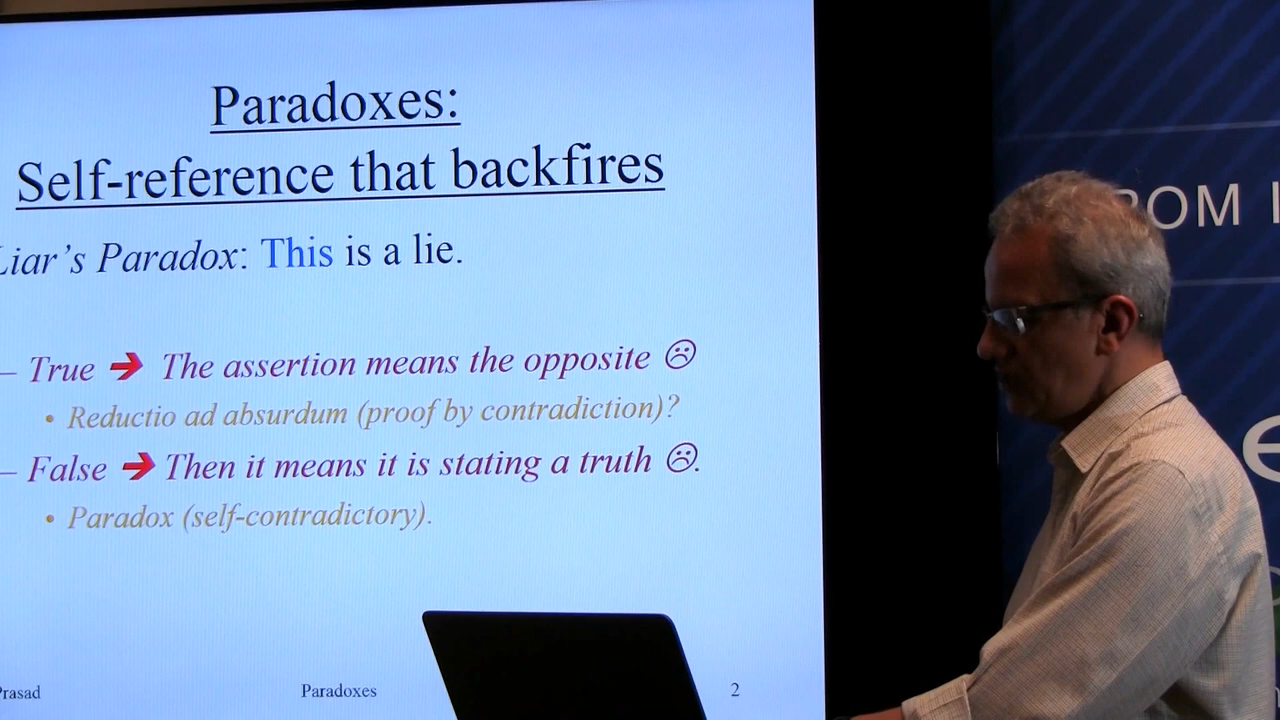 Paradoxes:
Self-reference that backfires
Liar's Paradox: This is a lie.
– True ➔ The assertion means the opposite ☹
• Reductio ad absurdum (proof by contradiction)?
– False ➔ Then it means it is stating a truth ☹.
• Paradox (self-contradictory).
Prasad Paradoxes 2